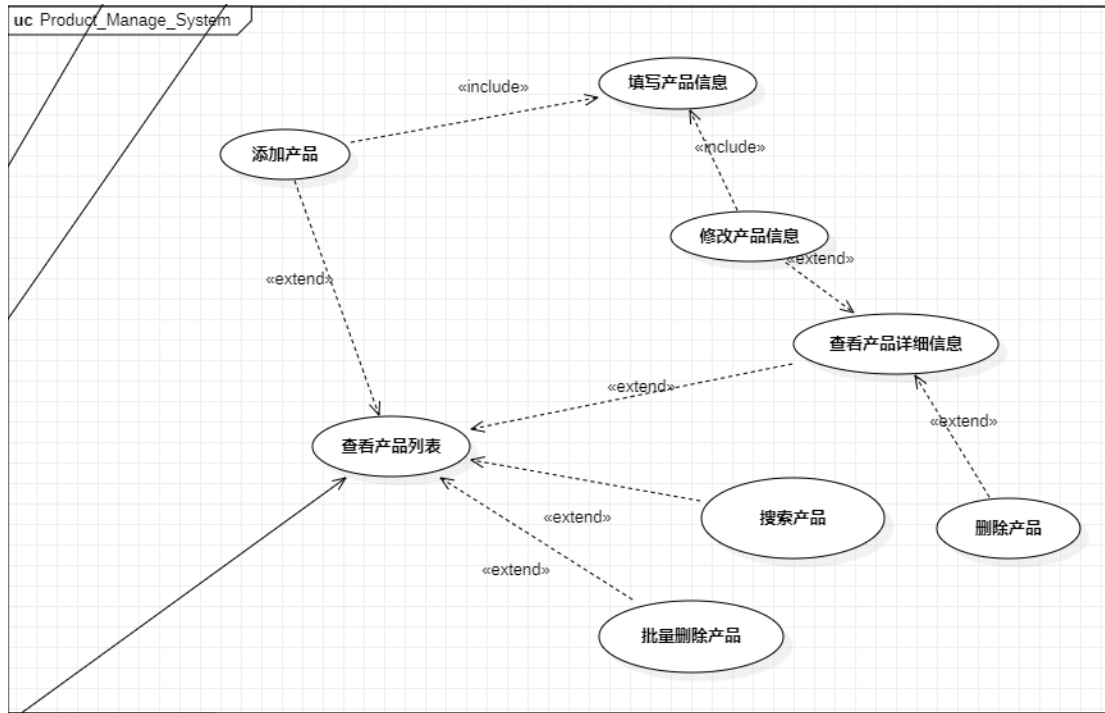 uc Product_Manage_System
«include»
填写产品信息
添加产品
«include»
修改产品信息
«extend»
«extend»
查看产品详细信息
«extend»
«extend»
查看产品列表
«extend»
搜索产品
删除产品
«extend»
批量删除产品